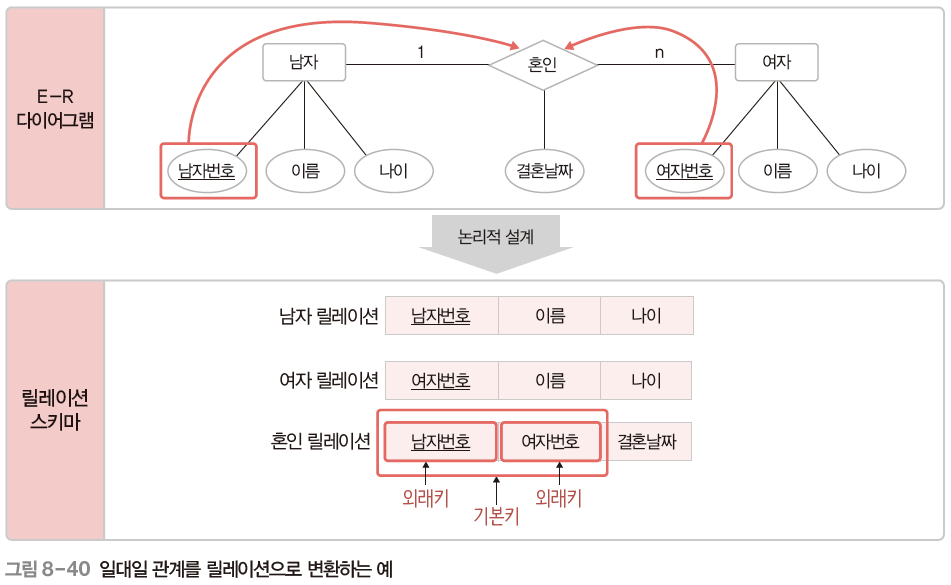 E-R
다이어그램
남자
1
혼인
n
여자
남자번호
이름
나이
결혼날짜
여자번호
이름
나이
논리적 설계
릴레이션
스키마
남자 릴레이션
남자번호
이름
나이
여자 릴레이션
여자번호
이름
나이
혼인 릴레이션
남자번호
여자번호
결혼날짜
외래키
외래키
기본키
그림 8-40 일대일 관계를 릴레이션으로 변환하는 예